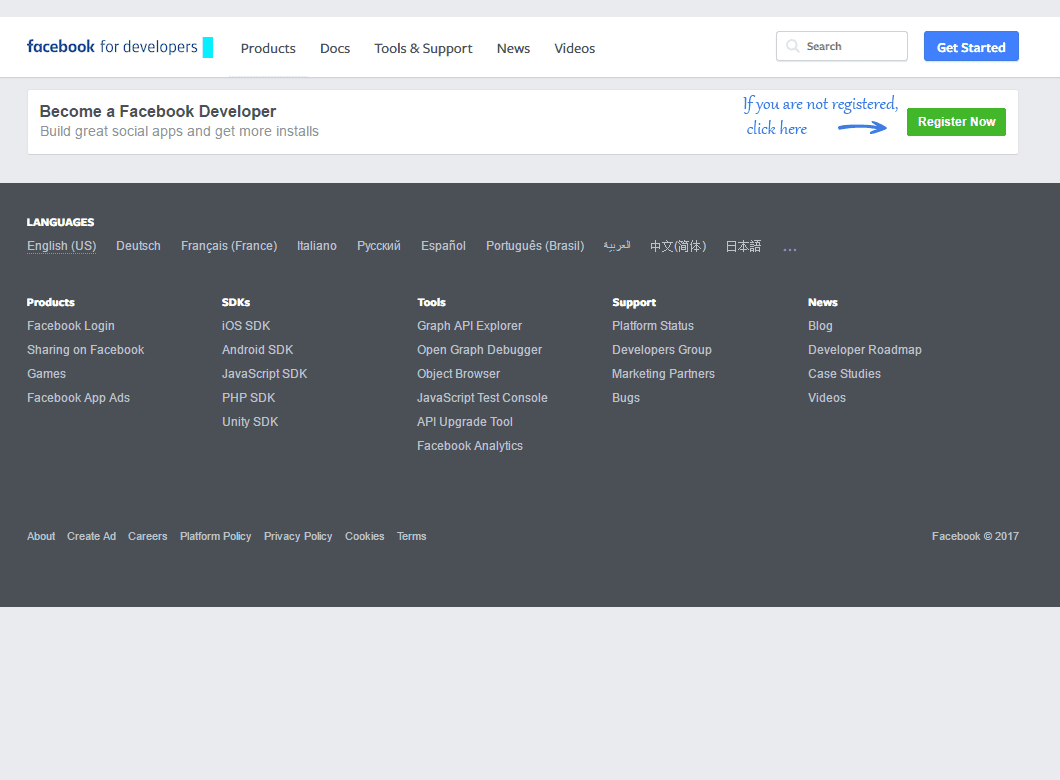 facebook for developers Products Docs Tools & Support News Videos Search Get Started
Become a Facebook Developer
Build great social apps and get more installs
If you are not registered,
click here
Register Now
LANGUAGES
English (US) Deutsch Français (France) Italiano Русский Español Português (Brasil) العربية 中文(简体) 日本語 ...
Products SDKs Tools Support News
Facebook Login iOS SDK Graph API Explorer Platform Status Blog
Sharing on Facebook Android SDK Open Graph Debugger Developers Group Developer Roadmap
Games JavaScript SDK Object Browser Marketing Partners Case Studies
Facebook App Ads PHP SDK JavaScript Test Console Bugs Videos
Unity SDK API Upgrade Tool
Facebook Analytics
About Create Ad Careers Platform Policy Privacy Policy Cookies Terms Facebook © 2017